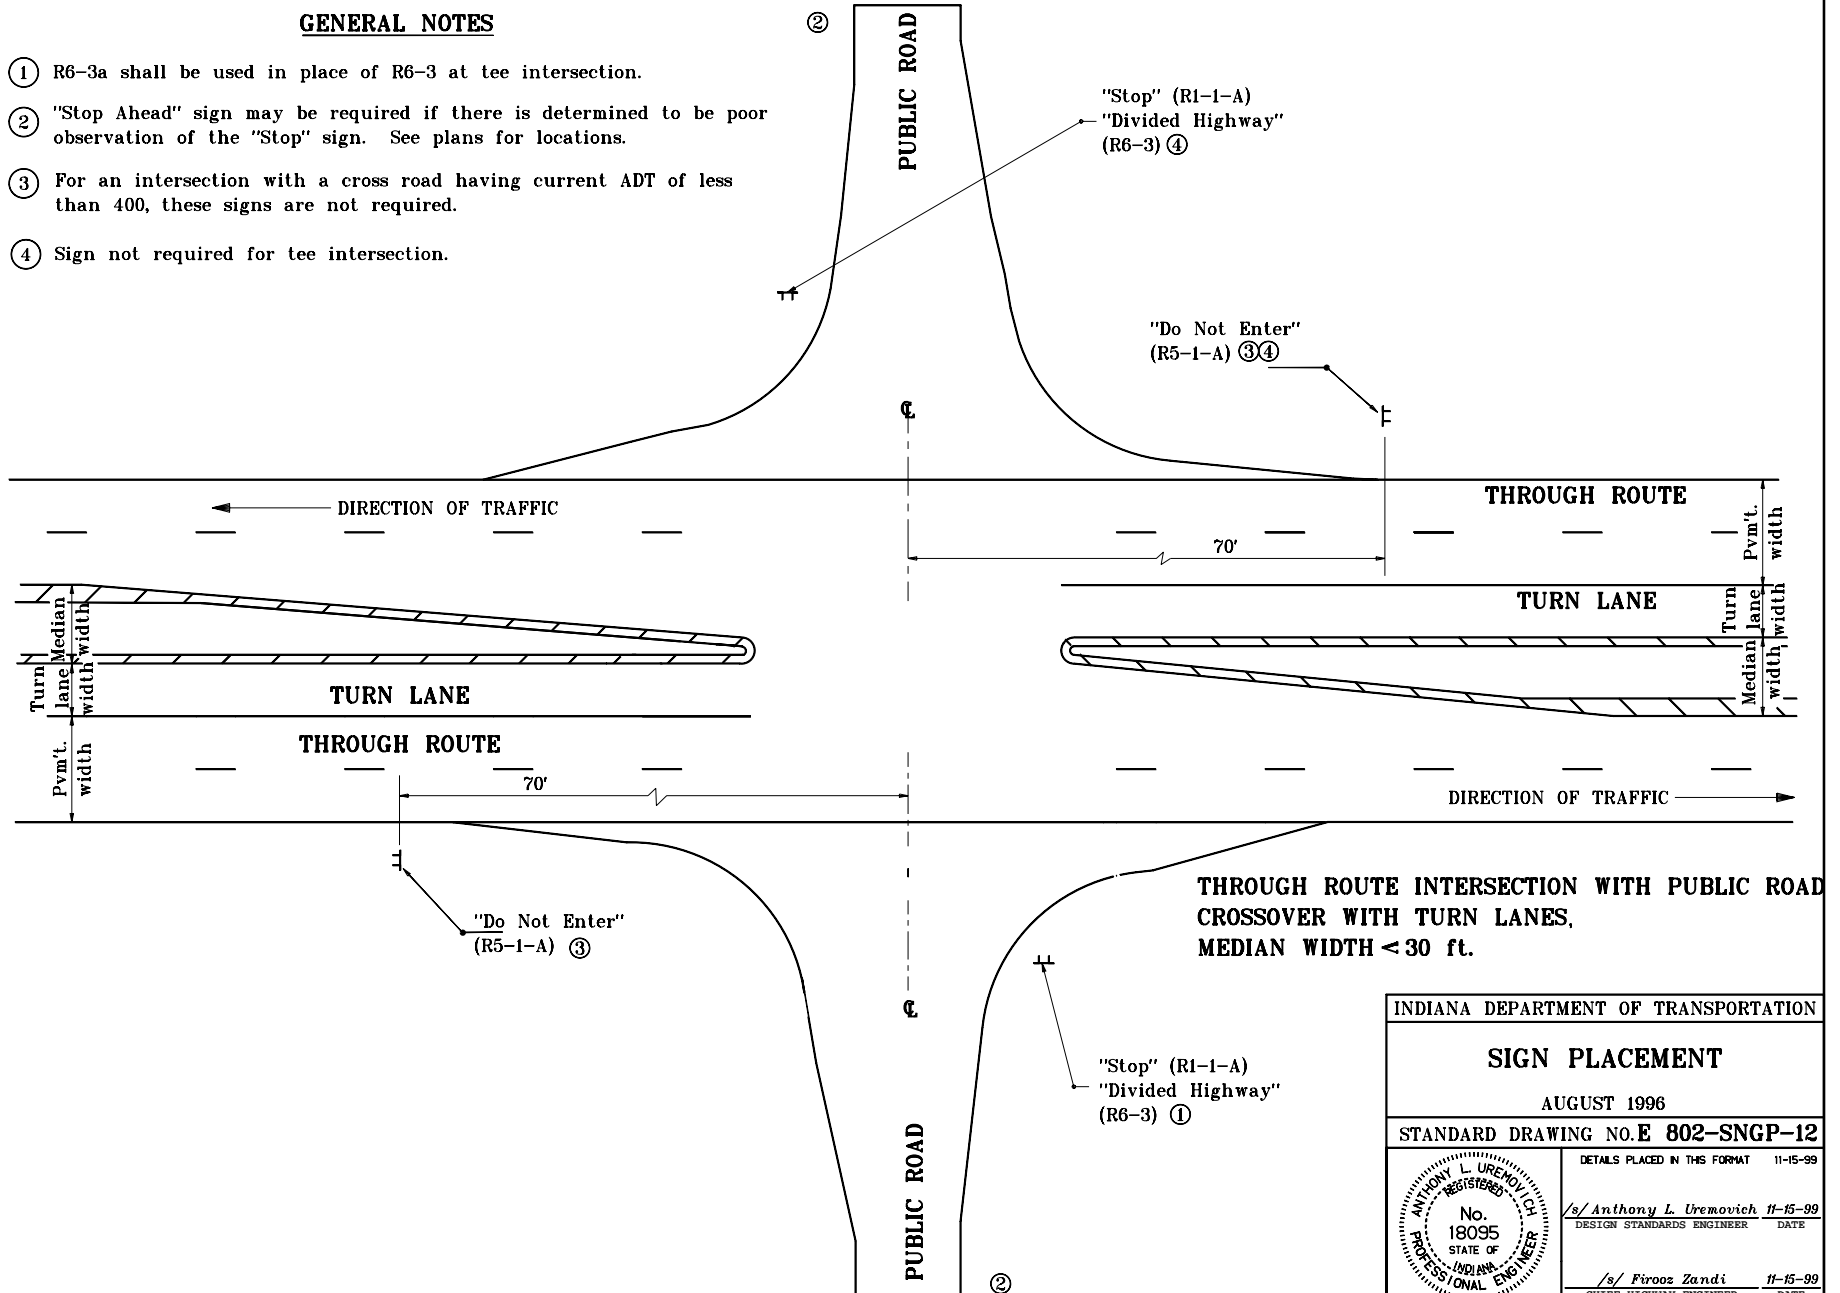 GENERAL NOTES
① R6-3a shall be used in place of R6-3 at tee intersection.
② "Stop Ahead" sign may be required if there is determined to be poor
observation of the "Stop" sign. See plans for locations.
③ For an intersection with a cross road having current ADT of less
than 400, these signs are not required.
④ Sign not required for tee intersection.
②
PUBLIC ROAD
"Stop" (R1-1-A)
"Divided Highway"
(R6-3) ④
"Do Not Enter"
(R5-1-A) ③④
℄
DIRECTION OF TRAFFIC
THROUGH ROUTE
70'
Pvm't.
width
TURN LANE
Turn
lane
width
Median
width
Median
width
Turn
lane
width
TURN LANE
THROUGH ROUTE
Pvm't.
width
70'
DIRECTION OF TRAFFIC
"Do Not Enter"
(R5-1-A) ③
℄
"Stop" (R1-1-A)
"Divided Highway"
(R6-3) ①
PUBLIC ROAD
②
THROUGH ROUTE INTERSECTION WITH PUBLIC ROAD
CROSSOVER WITH TURN LANES,
MEDIAN WIDTH < 30 ft.
INDIANA DEPARTMENT OF TRANSPORTATION
SIGN PLACEMENT
AUGUST 1996
STANDARD DRAWING NO. E 802-SNGP-12
ANTHONY L. UREMOVICH
REGISTERED
No.
18095
STATE OF
INDIANA
PROFESSIONAL ENGINEER
DETAILS PLACED IN THIS FORMAT 11-15-99
/s/ Anthony L. Uremovich 11-15-99
DESIGN STANDARDS ENGINEER DATE
/s/ Firooz Zandi 11-15-99